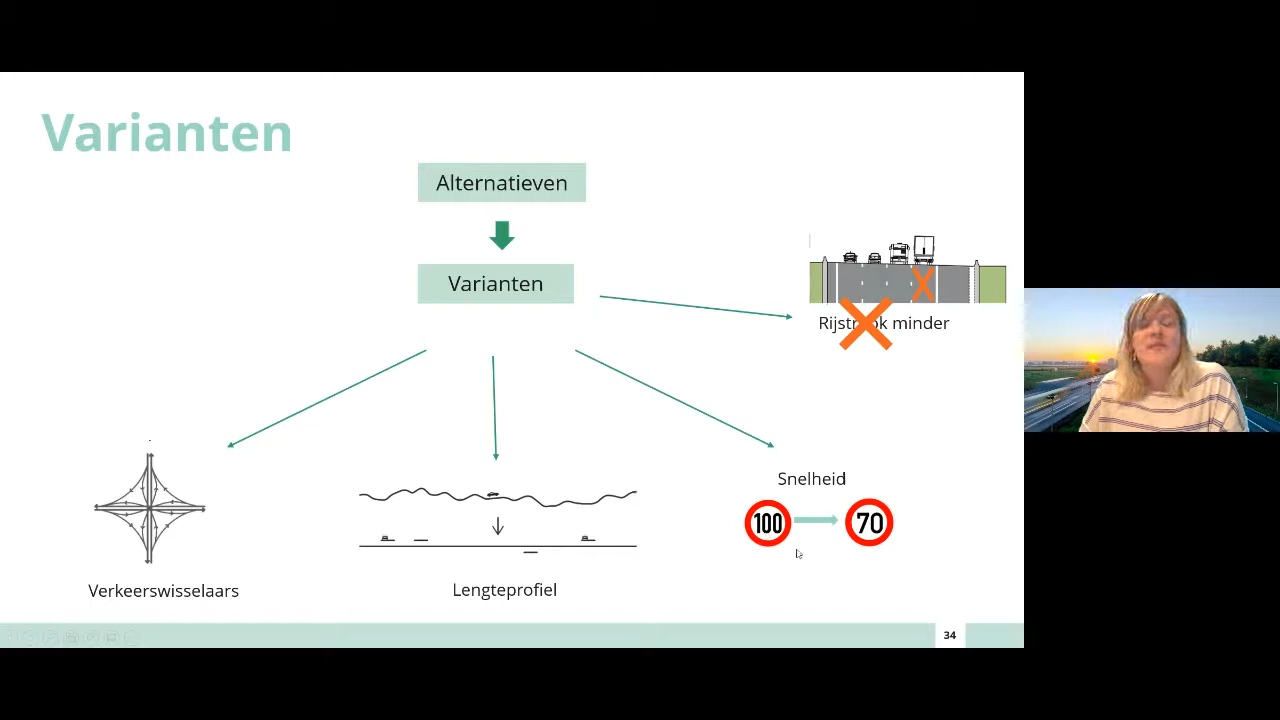 Varianten
Alternatieven
Varianten
Rijstrook minder
Snelheid
100
70
Verkeerswisselaars
Lengteprofiel
34